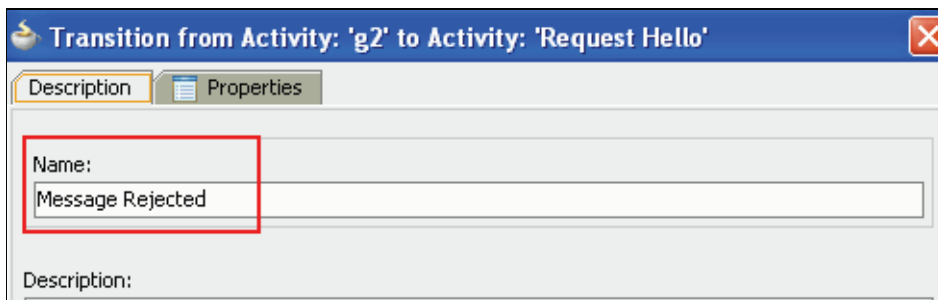 Transition from Activity: 'g2' to Activity: 'Request Hello'
Description Properties
Name:
Message Rejected
Description: